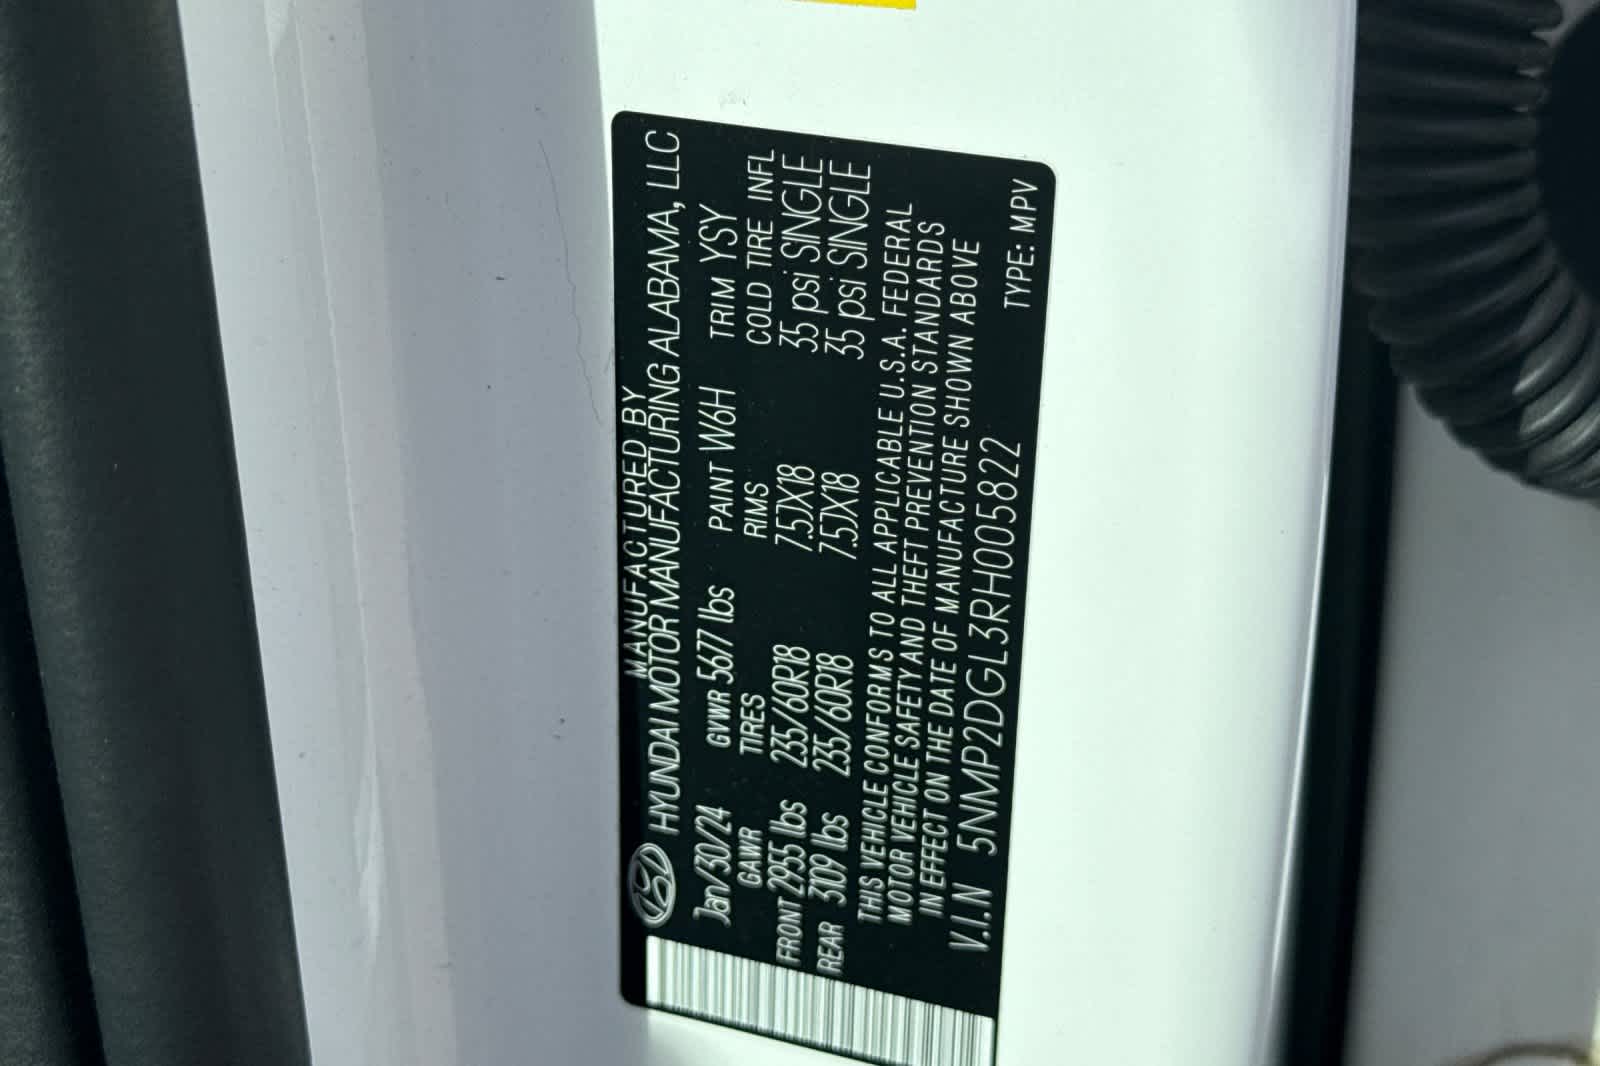 MANUFACTURED BY
HYUNDAI MOTOR MANUFACTURING ALABAMA, LLC
Jan/30/24 GVWR 5677 lbs PAINT W6H TRIM YSY
GAWR TIRES RIMS COLD TIRE INFL
FRONT 2955 lbs 235/60R18 7.5JX18 35 psi SINGLE
REAR 3109 lbs 235/60R18 7.5JX18 35 psi SINGLE
THIS VEHICLE CONFORMS TO ALL APPLICABLE U.S.A. FEDERAL
MOTOR VEHICLE SAFETY AND THEFT PREVENTION STANDARDS
IN EFFECT ON THE DATE OF MANUFACTURE SHOWN ABOVE
V.I.N 5NMP2DGL3RH005822 TYPE: MPV